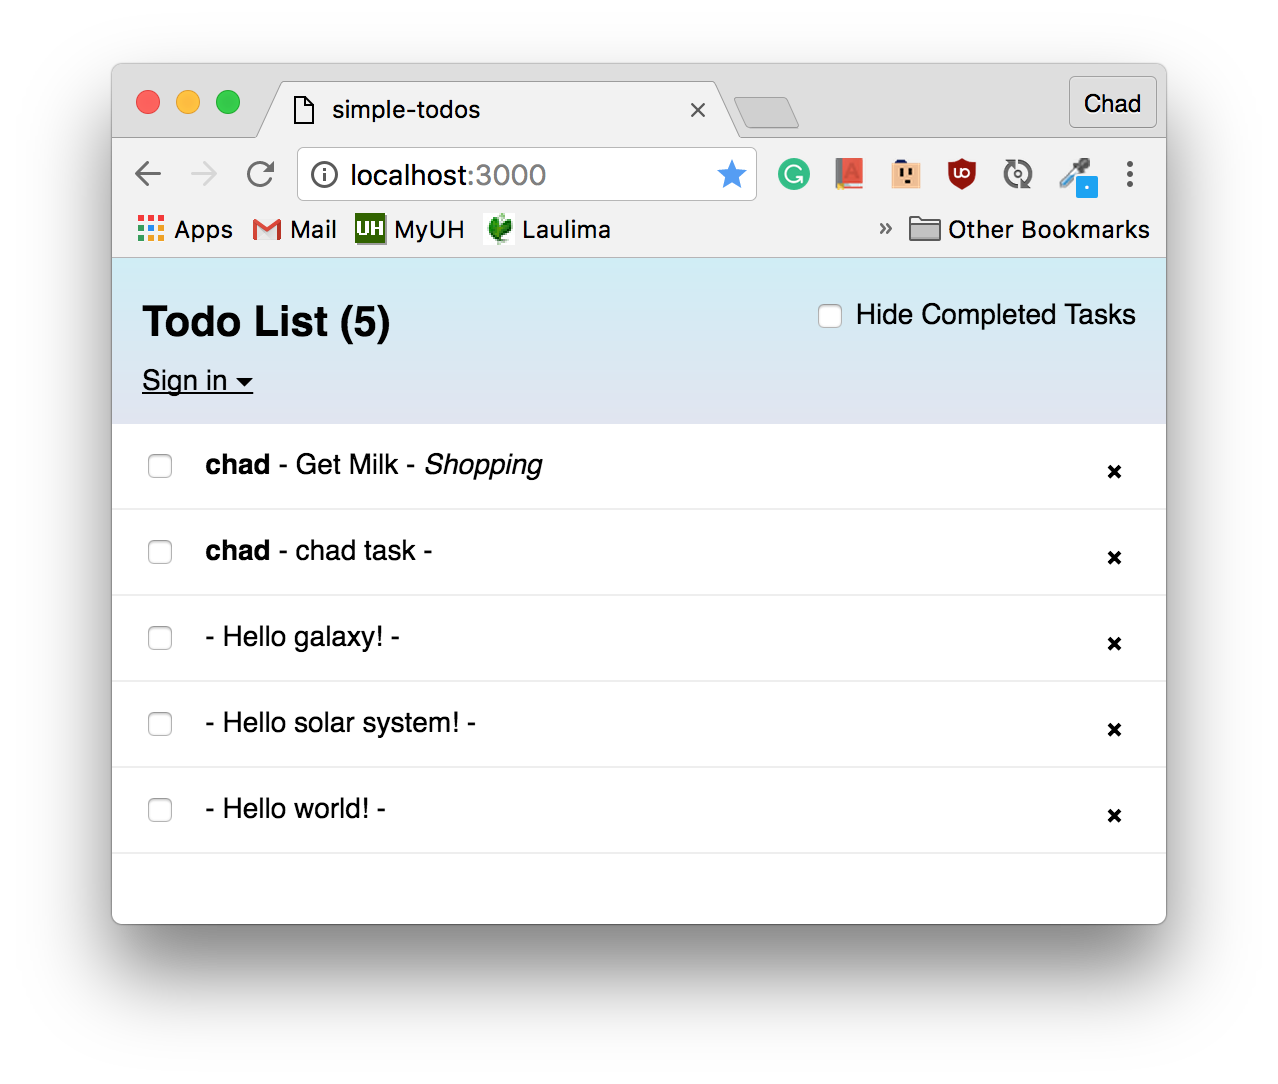 simple-todos
Chad
localhost:3000
Apps Mail UH MyUH Laulima » Other Bookmarks
Todo List (5)
Hide Completed Tasks
Sign in
chad - Get Milk - Shopping
chad - chad task -
- Hello galaxy! -
- Hello solar system! -
- Hello world! -